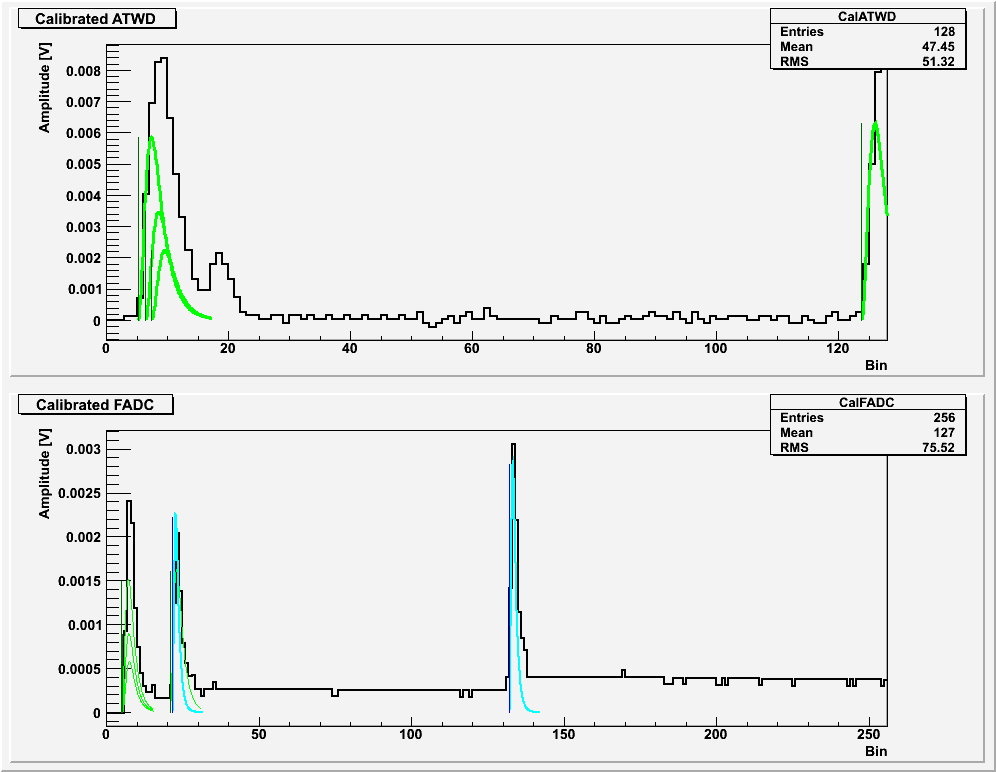 Calibrated ATWD
CalATWD
Entries 128
Mean 47.45
RMS 51.32
Amplitude [V]
0.008
0.007
0.006
0.005
0.004
0.003
0.002
0.001
0
0 20 40 60 80 100 120
Bin
Calibrated FADC
CalFADC
Entries 256
Mean 127
RMS 75.52
Amplitude [V]
0.003
0.0025
0.002
0.0015
0.001
0.0005
0
0 50 100 150 200 250
Bin